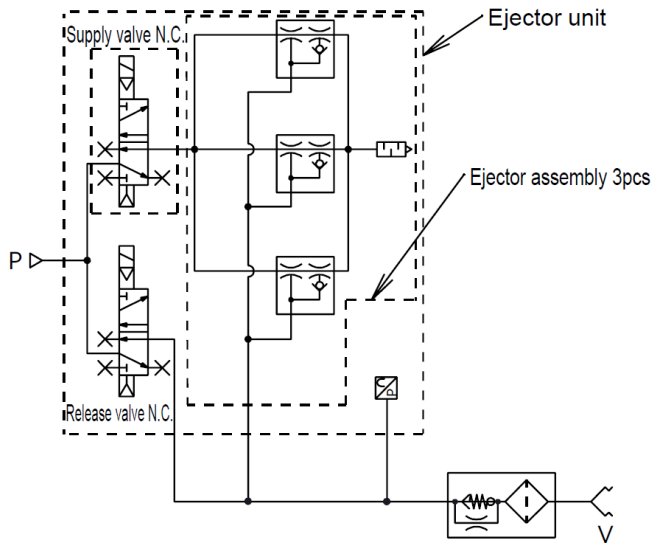 Ejector unit
Supply valve N.C.
Ejector assembly 3pcs
P
Release valve N.C.
U
P
V